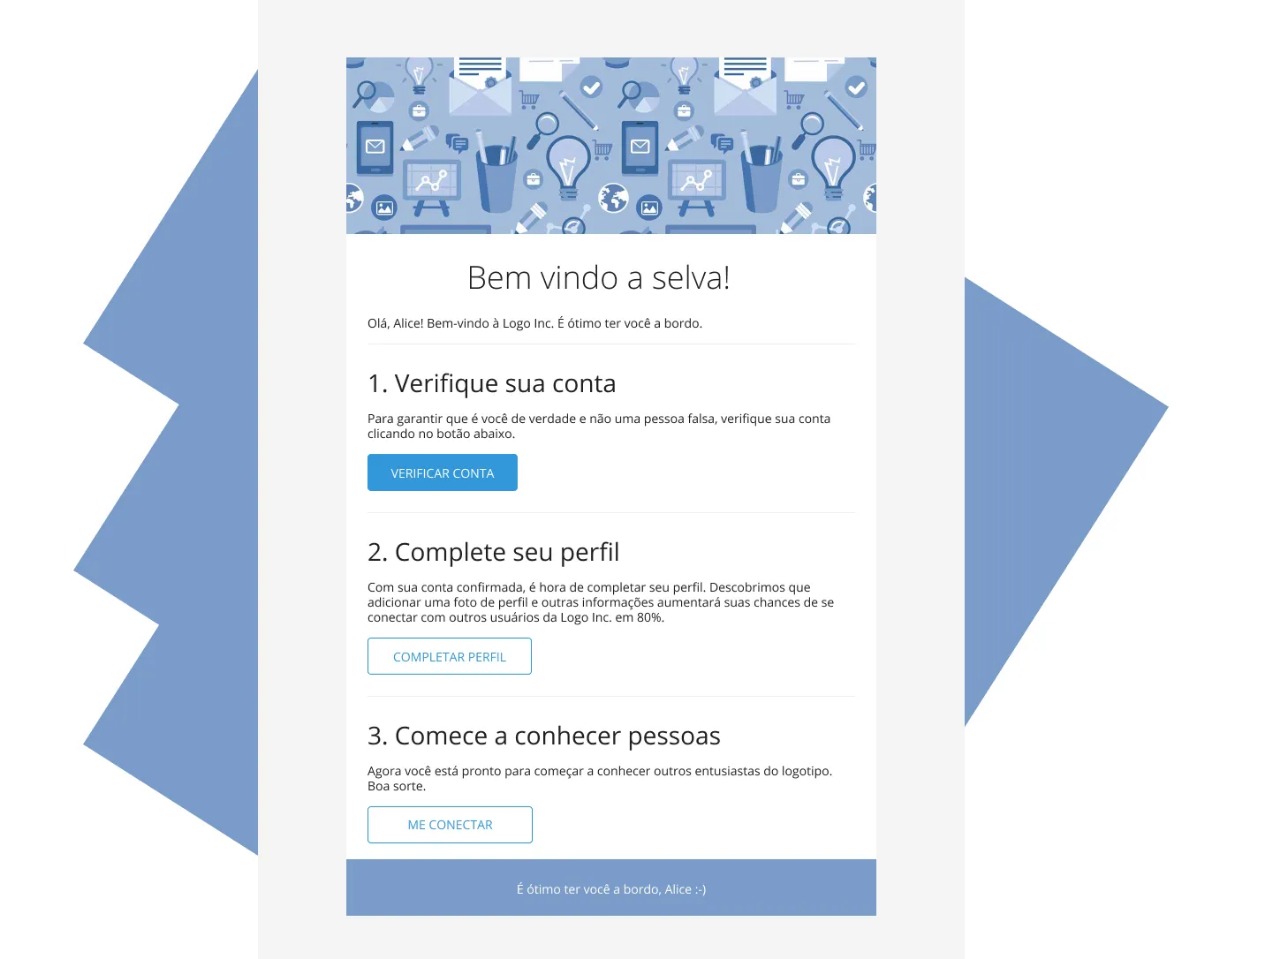 Bem vindo a selva!
Olá, Alice! Bem-vindo à Logo Inc. É ótimo ter você a bordo.
1. Verifique sua conta
Para garantir que é você de verdade e não uma pessoa falsa, verifique sua conta
clicando no botão abaixo.
VERIFICAR CONTA
2. Complete seu perfil
Com sua conta confirmada, é hora de completar seu perfil. Descobrimos que
adicionar uma foto de perfil e outras informações aumentará suas chances de se
conectar com outros usuários da Logo Inc. em 80%.
COMPLETAR PERFIL
3. Comece a conhecer pessoas
Agora você está pronto para começar a conhecer outros entusiastas do logotipo.
Boa sorte.
ME CONECTAR
É ótimo ter você a bordo, Alice :-)